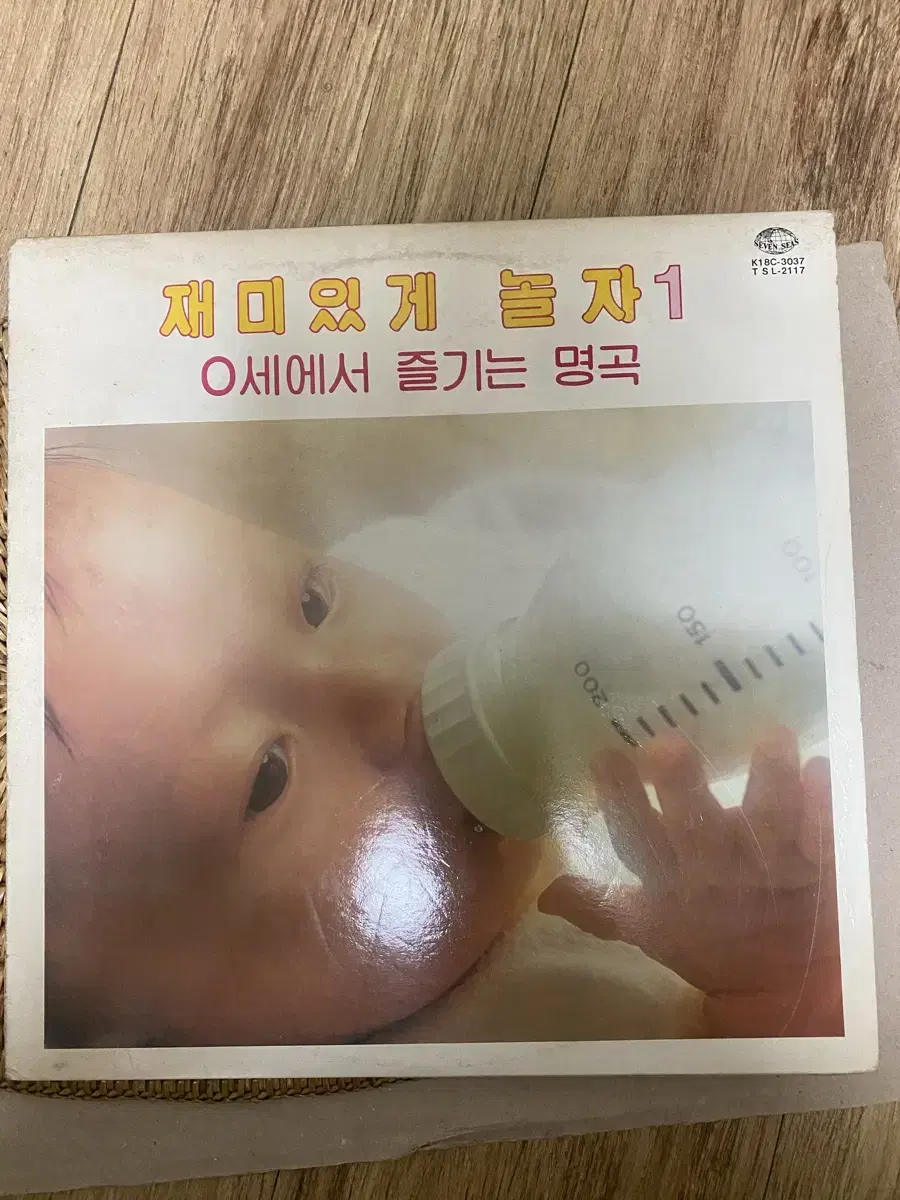 SEVEN SEAS
K18C-3037
TSL-2117
재미있게 놀자1
0세에서 즐기는 명곡
100
150
200